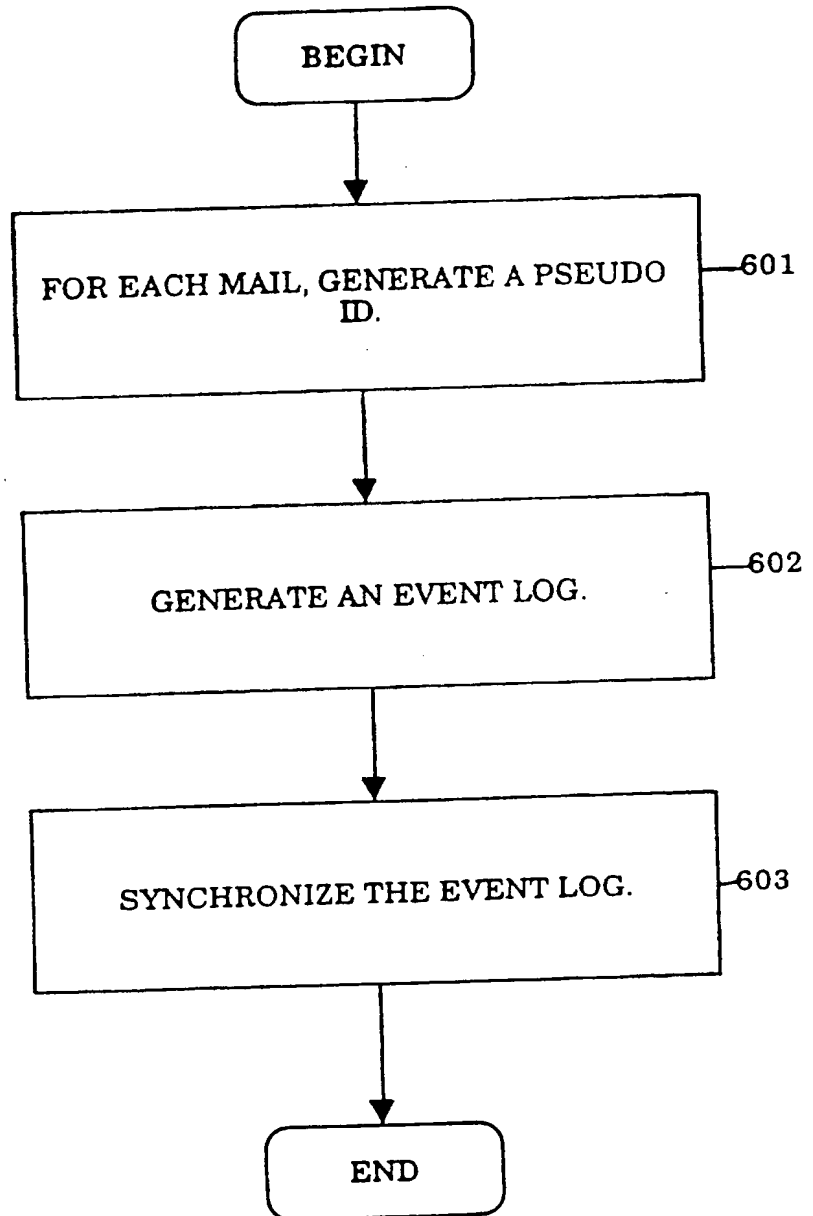 BEGIN
FOR EACH MAIL, GENERATE A PSEUDO
ID.
601
GENERATE AN EVENT LOG.
602
SYNCHRONIZE THE EVENT LOG.
603
END